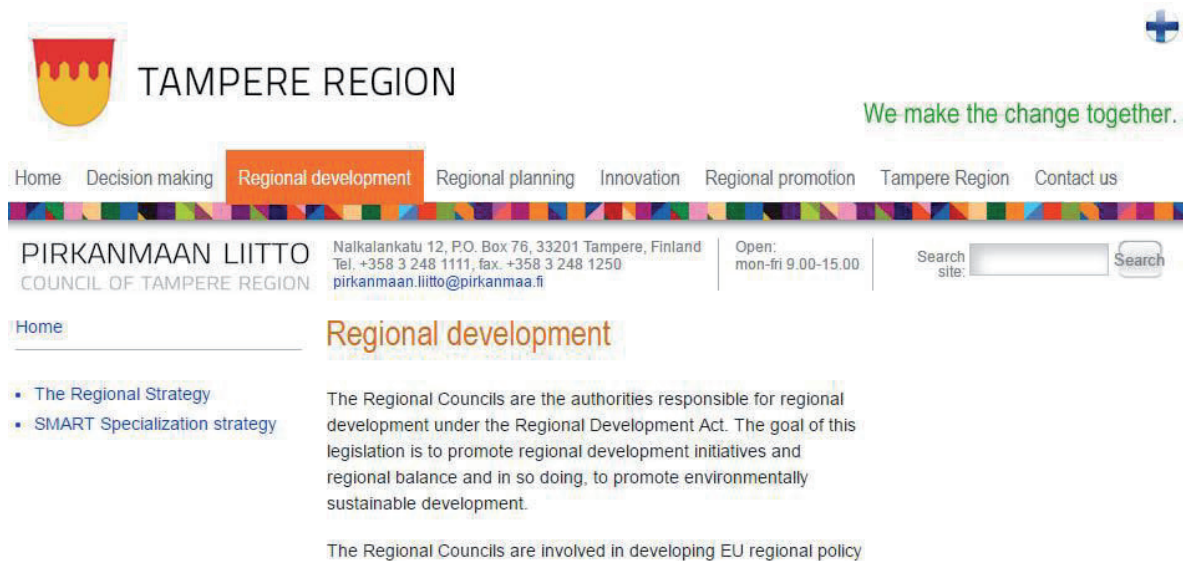 TAMPERE REGION
We make the change together.
Home Decision making Regional development Regional planning Innovation Regional promotion Tampere Region Contact us
PIRKANMAAN LIITTO
COUNCIL OF TAMPERE REGION
Nalkalankatu 12, P.O. Box 76, 33201 Tampere, Finland
Tel. +358 3 248 1111, fax. +358 3 248 1250
pirkanmaan.liitto@pirkanmaa.fi
Open:
mon-fri 9.00-15.00
Search
site:
Search
Home
The Regional Strategy
SMART Specialization strategy
Regional development
The Regional Councils are the authorities responsible for regional
development under the Regional Development Act. The goal of this
legislation is to promote regional development initiatives and
regional balance and in so doing, to promote environmentally
sustainable development.
The Regional Councils are involved in developing EU regional policy